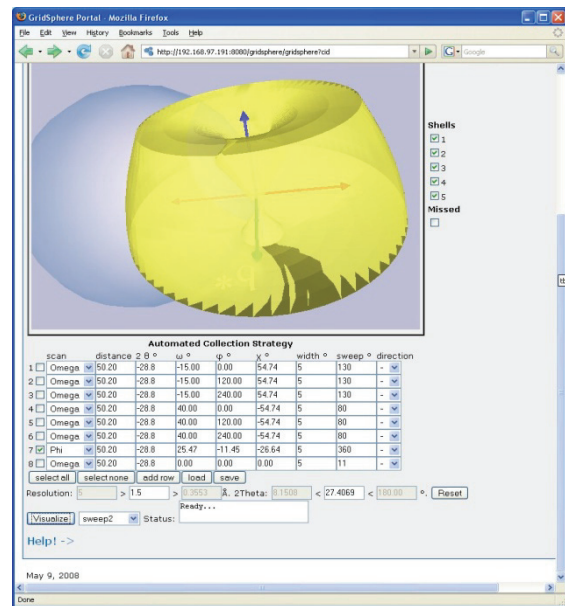 GridSphere Portal - Mozilla Firefox
File Edit View History Bookmarks Tools Help
http://192.168.97.191:8080/gridsphere/gridsphere?cid
Google
Shells
1
2
3
4
5
Missed
Automated Collection Strategy
scan distance 2 θ ° ω ° φ ° χ ° width ° sweep ° direction
1 Omega 50.20 -28.8 -15.00 0.00 54.74 5 130 -
2 Omega 50.20 -28.8 -15.00 120.00 54.74 5 130 -
3 Omega 50.20 -28.8 -15.00 240.00 54.74 5 130 -
4 Omega 50.20 -28.8 40.00 0.00 -54.74 5 80 -
5 Omega 50.20 -28.8 40.00 120.00 -54.74 5 80 -
6 Omega 50.20 -28.8 40.00 240.00 -54.74 5 80 -
7 Phi 50.20 -28.8 25.47 -11.45 -26.64 5 360 -
8 Omega 50.20 -28.8 0.00 0.00 0.00 5 11 -
select all select none add row load save
Resolution: 5 > 1.5 > 0.3553 Å. 2Theta: 0.1508 < 27.4069 < 180.00 °. Reset
Visualize sweep2 Status: Ready...
Help! ->
May 9, 2008
Done